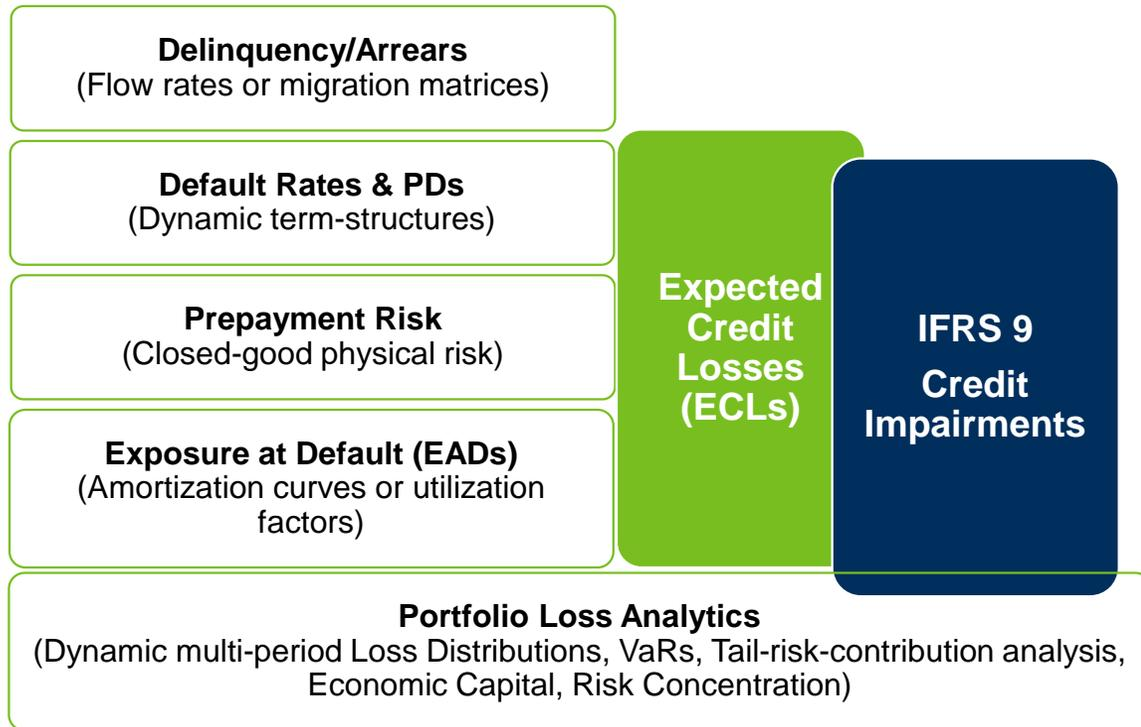 Delinquency/Arrears
(Flow rates or migration matrices)
Default Rates & PDs
(Dynamic term-structures)
Prepayment Risk
(Closed-good physical risk)
Exposure at Default (EADs)
(Amortization curves or utilization
factors)
Expected
Credit
Losses
(ECLs)
IFRS 9
Credit
Impairments
Portfolio Loss Analytics
(Dynamic multi-period Loss Distributions, VaRs, Tail-risk-contribution analysis,
Economic Capital, Risk Concentration)